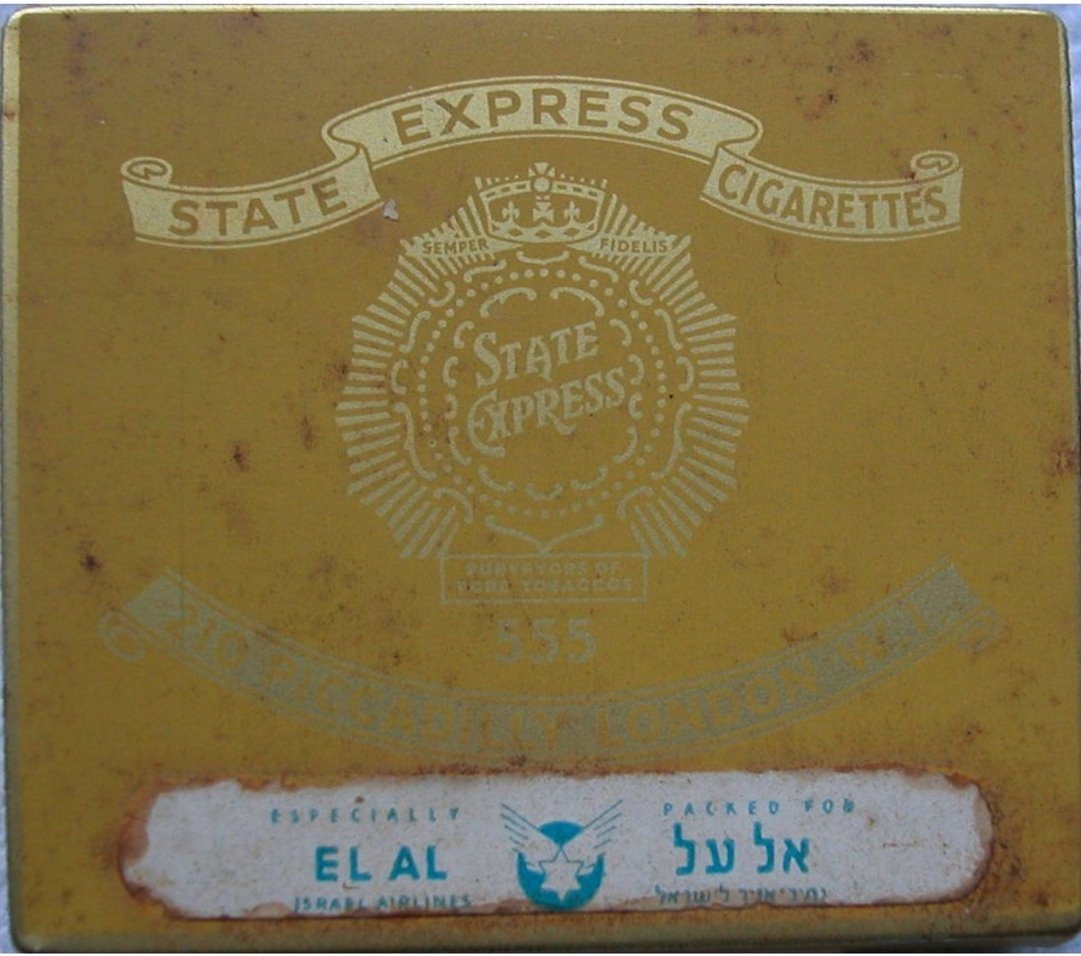 STATE EXPRESS CIGARETTES
SEMPER FIDELIS
STATE
EXPRESS
PURVEYORS OF
PURE TOBACCOS
555
210 PICCADILLY LONDON W.1
ESPECIALLY PACKED FOR
EL AL אל על
ISRAEL AIRLINES נתיבי אויר לישראל